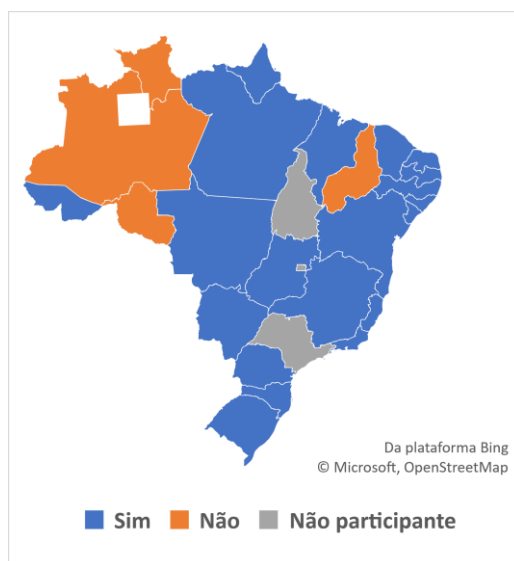 Da plataforma Bing
© Microsoft, OpenStreetMap
Sim Não Não participante